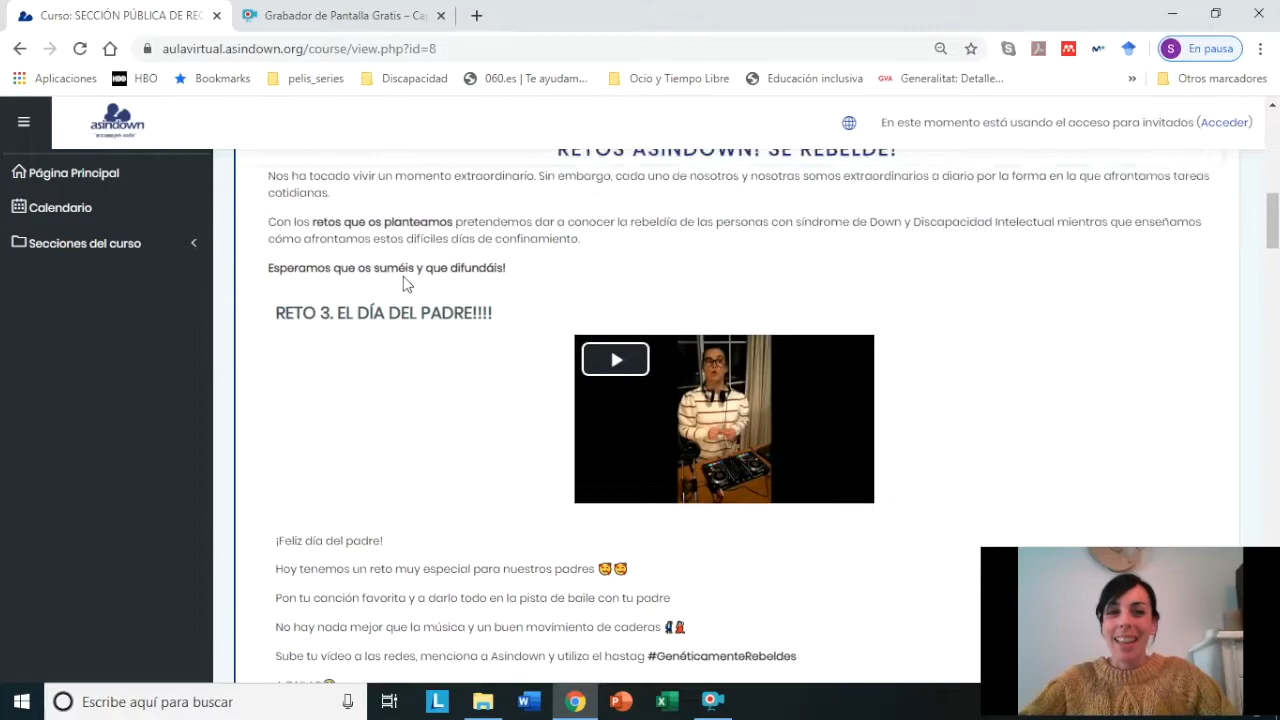 Curso: SECCIÓN PÚBLICA DE REC
Grabador de Pantalla Gratis – Ca
aulavirtual.asindown.org/course/view.php?id=8
En pausa
Aplicaciones
HBO
Bookmarks
pelis_series
Discapacidad
060.es | Te ayudam...
Ocio y Tiempo Libre
Educación inclusiva
GVA
Generalitat: Detalle...
Otros marcadores
asindown
En este momento está usando el acceso para invitados (Acceder)
Página Principal
Calendario
Secciones del curso
RETOS ASINDOWN! SÉ REBELDE!
Nos ha tocado vivir un momento extraordinario. Sin embargo, cada uno de nosotros y nosotras somos extraordinarios a diario por la forma en la que afrontamos tareas
cotidianas.
Con los retos que os planteamos pretendemos dar a conocer la rebeldía de las personas con síndrome de Down y Discapacidad Intelectual mientras que enseñamos
cómo afrontamos estos difíciles días de confinamiento.
Esperamos que os suméis y que difundáis!
RETO 3. EL DÍA DEL PADRE!!!!
¡Feliz día del padre!
Hoy tenemos un reto muy especial para nuestros padres 🥰🥰
Pon tu canción favorita y a darlo todo en la pista de baile con tu padre
No hay nada mejor que la música y un buen movimiento de caderas 🕺💃
Sube tu vídeo a las redes, menciona a Asindown y utiliza el hastag #GenéticamenteRebeldes
Escribe aquí para buscar